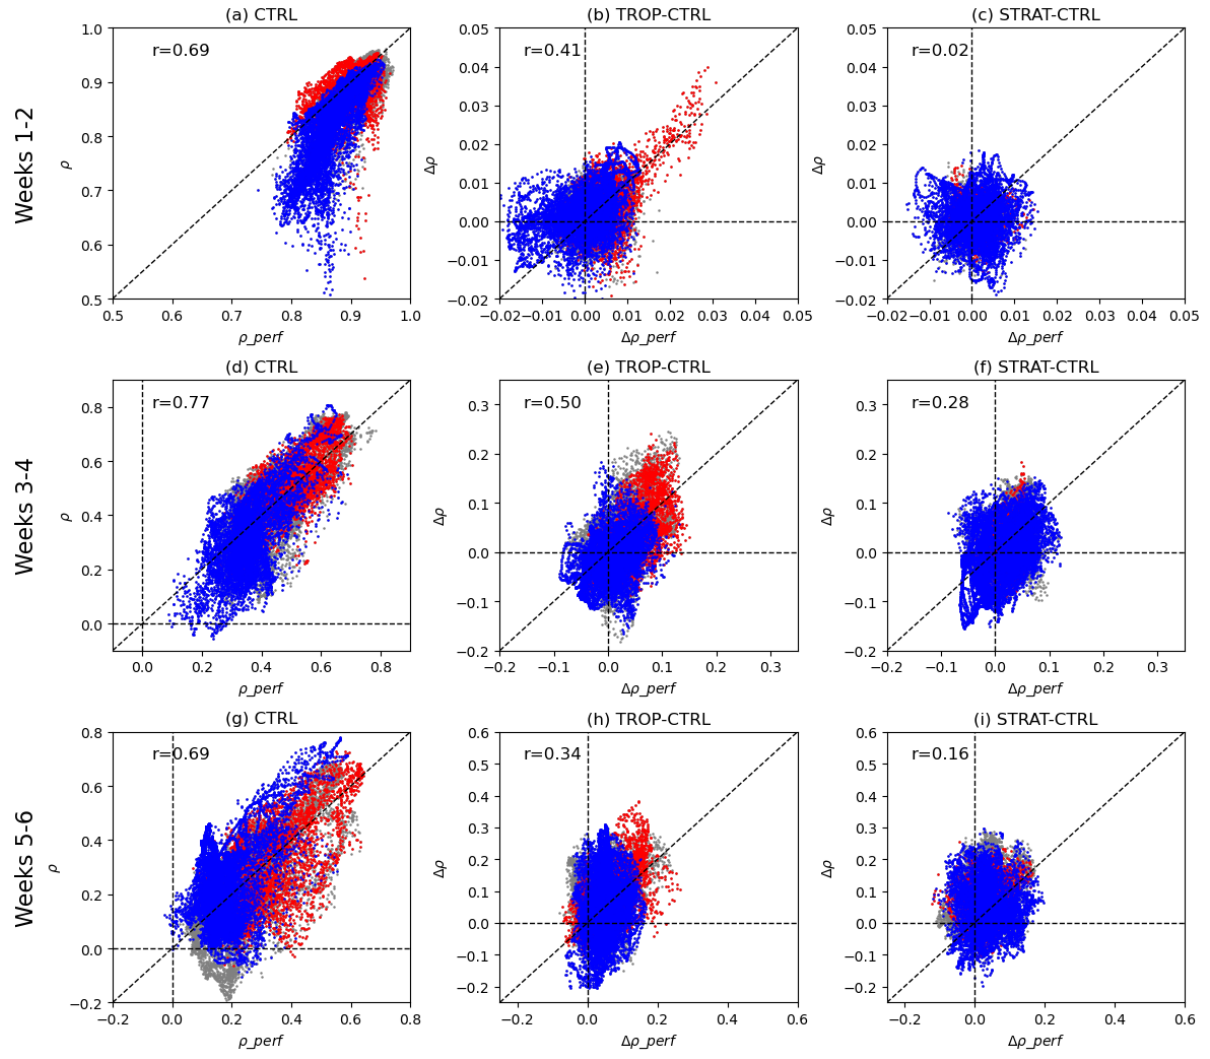 (a) CTRL
(b) TROP-CTRL
(c) STRAT-CTRL
Weeks 1-2
r=0.69
r=0.41
r=0.02
ρ
1.0
0.9
0.8
0.7
0.6
0.5
0.5 0.6 0.7 0.8 0.9 1.0
ρ_perf
Δρ
0.05
0.04
0.03
0.02
0.01
0.00
−0.01
−0.02
−0.02 −0.01 0.00 0.01 0.02 0.03 0.04 0.05
Δρ_perf
Δρ
0.05
0.04
0.03
0.02
0.01
0.00
−0.01
−0.02
−0.02 −0.01 0.00 0.01 0.02 0.03 0.04 0.05
Δρ_perf
(d) CTRL
(e) TROP-CTRL
(f) STRAT-CTRL
Weeks 3-4
r=0.77
r=0.50
r=0.28
ρ
0.8
0.6
0.4
0.2
0.0
0.0 0.2 0.4 0.6 0.8
ρ_perf
Δρ
0.3
0.2
0.1
0.0
−0.1
−0.2
−0.2 −0.1 0.0 0.1 0.2 0.3
Δρ_perf
Δρ
0.3
0.2
0.1
0.0
−0.1
−0.2
−0.2 −0.1 0.0 0.1 0.2 0.3
Δρ_perf
(g) CTRL
(h) TROP-CTRL
(i) STRAT-CTRL
Weeks 5-6
r=0.69
r=0.34
r=0.16
ρ
0.8
0.6
0.4
0.2
0.0
−0.2
−0.2 0.0 0.2 0.4 0.6 0.8
ρ_perf
Δρ
0.6
0.5
0.4
0.3
0.2
0.1
0.0
−0.1
−0.2
−0.2 0.0 0.2 0.4 0.6
Δρ_perf
Δρ
0.6
0.5
0.4
0.3
0.2
0.1
0.0
−0.1
−0.2
−0.2 0.0 0.2 0.4 0.6
Δρ_perf